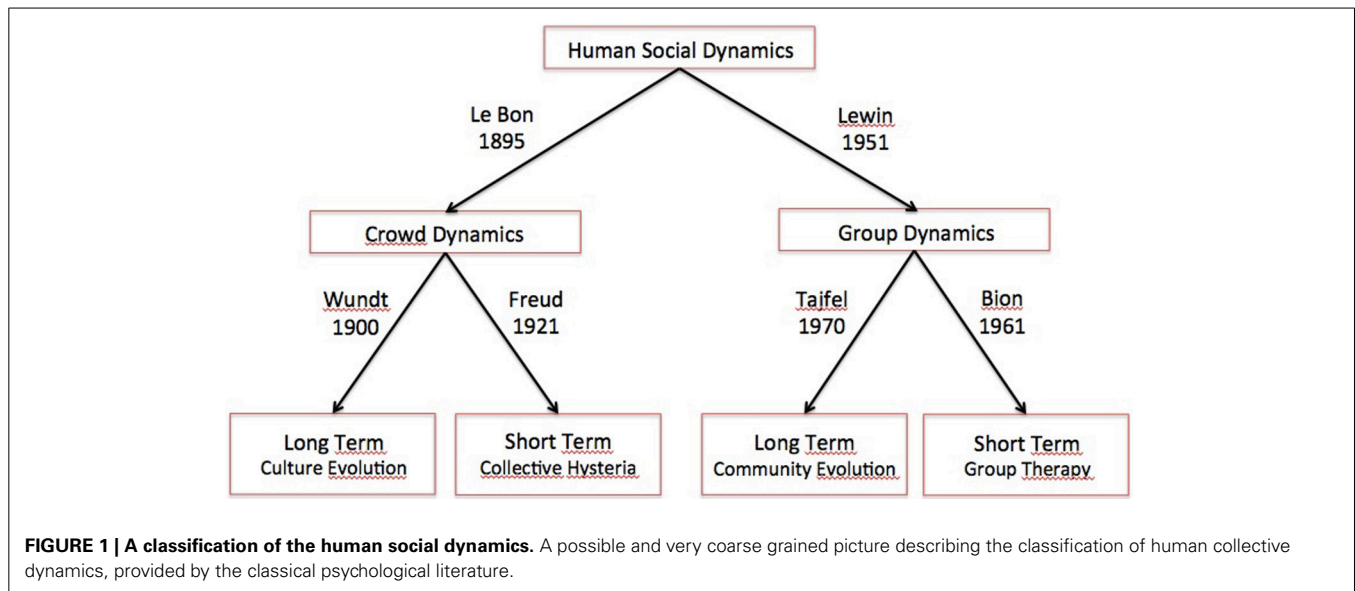 Human Social Dynamics
Le Bon
1895
Lewin
1951
Crowd Dynamics
Group Dynamics
Wundt
1900
Freud
1921
Tajfel
1970
Bion
1961
Long Term
Culture Evolution
Short Term
Collective Hysteria
Long Term
Community Evolution
Short Term
Group Therapy
FIGURE 1 | A classification of the human social dynamics. A possible and very coarse grained picture describing the classification of human collective
dynamics, provided by the classical psychological literature.